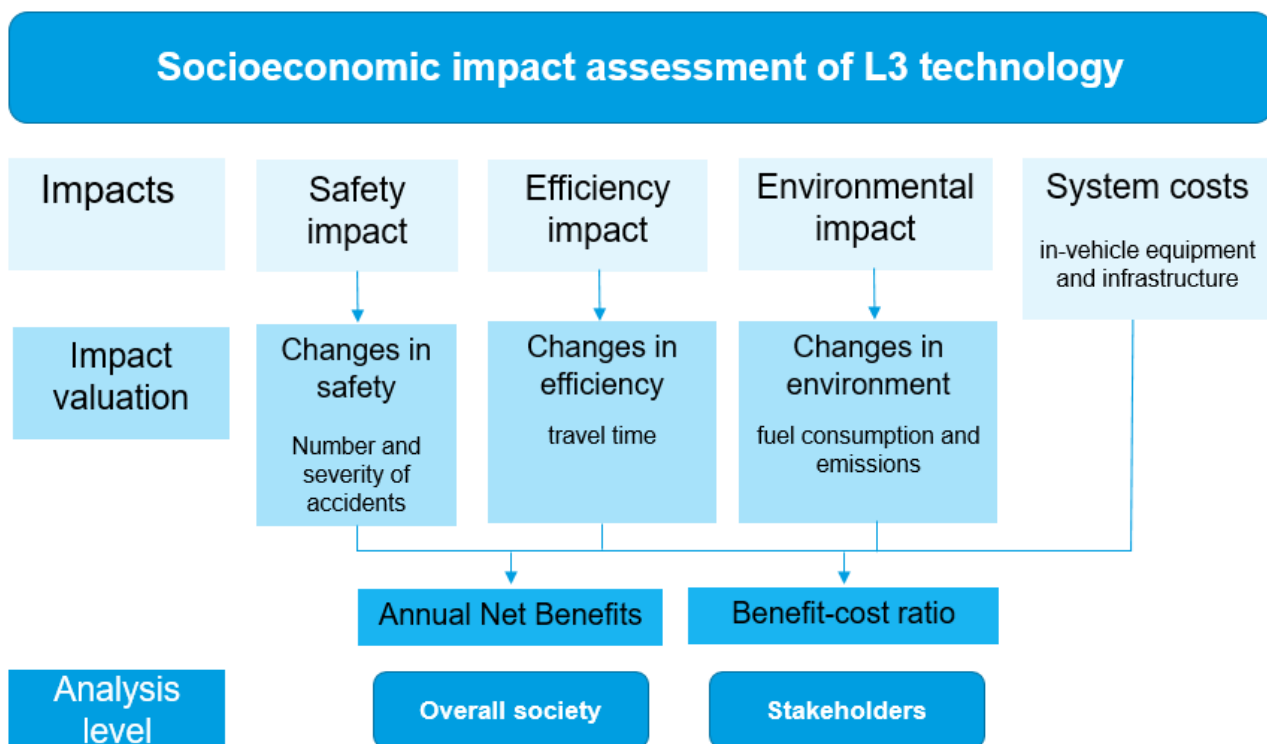 Socioeconomic impact assessment of L3 technology
Impacts
Safety
impact
Efficiency
impact
Environmental
impact
System costs
in-vehicle equipment
and infrastructure
Impact
valuation
Changes in
safety
Number and
severity of
accidents
Changes in
efficiency
travel time
Changes in
environment
fuel consumption and
emissions
Annual Net Benefits
Benefit-cost ratio
Analysis
level
Overall society
Stakeholders